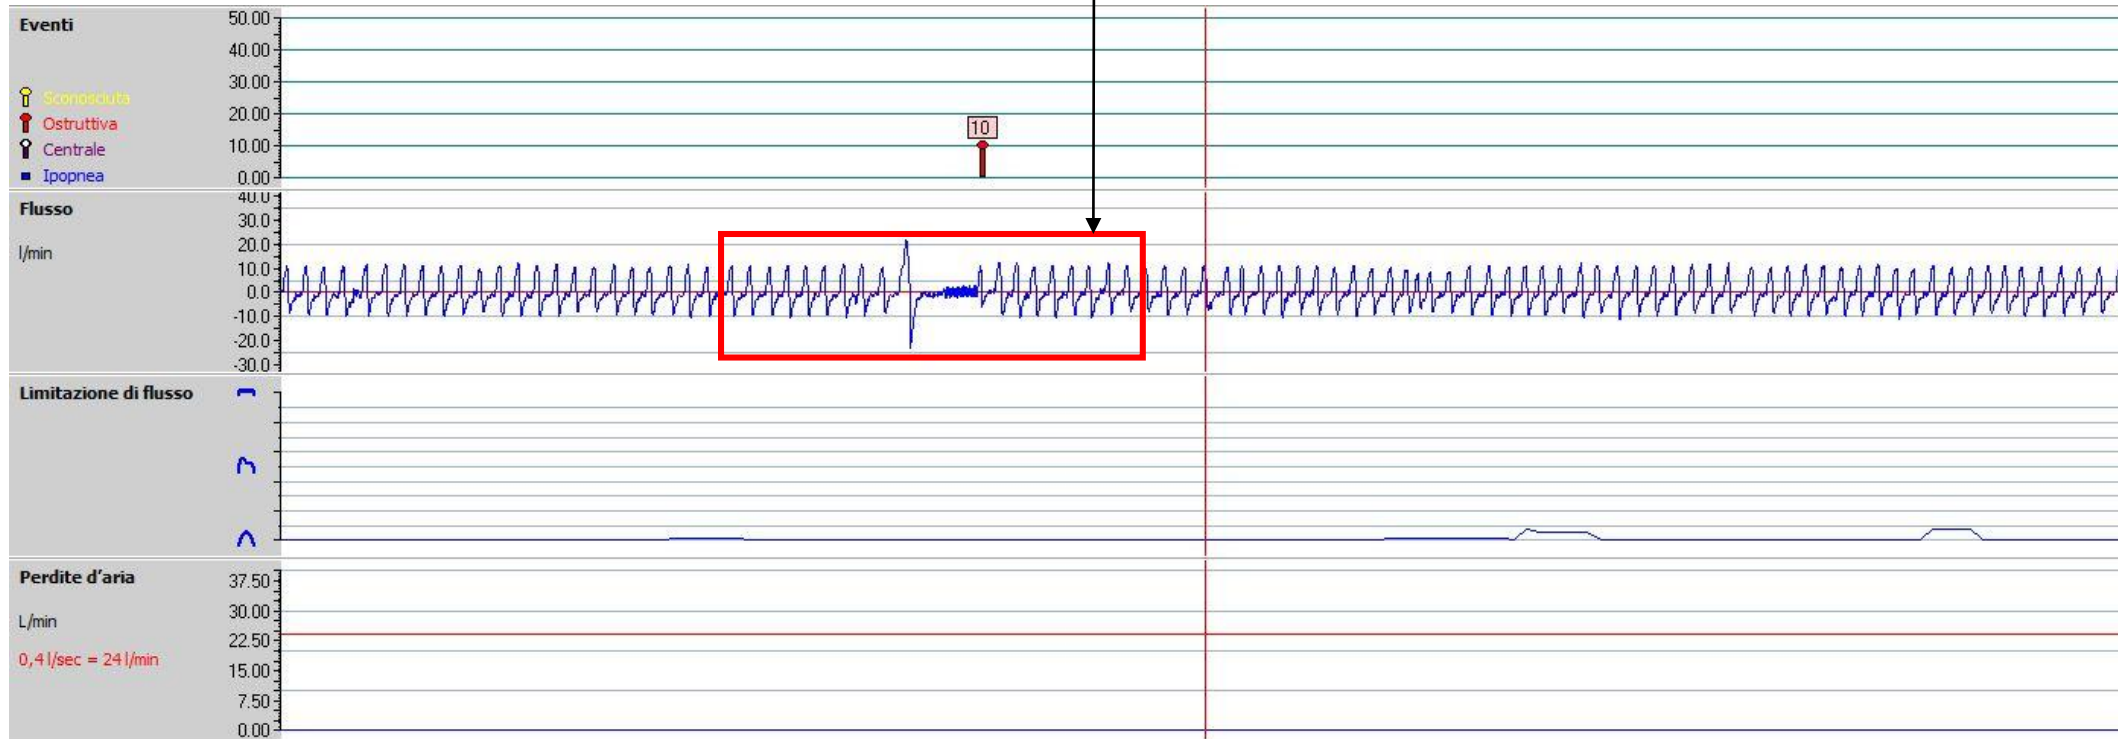 Eventi
50.00
40.00
30.00
20.00
10.00
0.00
Sconosciuta
Ostruttiva
Centrale
Ipopnea
10
Flusso
l/min
40.0
30.0
20.0
10.0
0.0
-10.0
-20.0
-30.0
Limitazione di flusso
Perdite d'aria
L/min
0,4 l/sec = 24 l/min
37.50
30.00
22.50
15.00
7.50
0.00